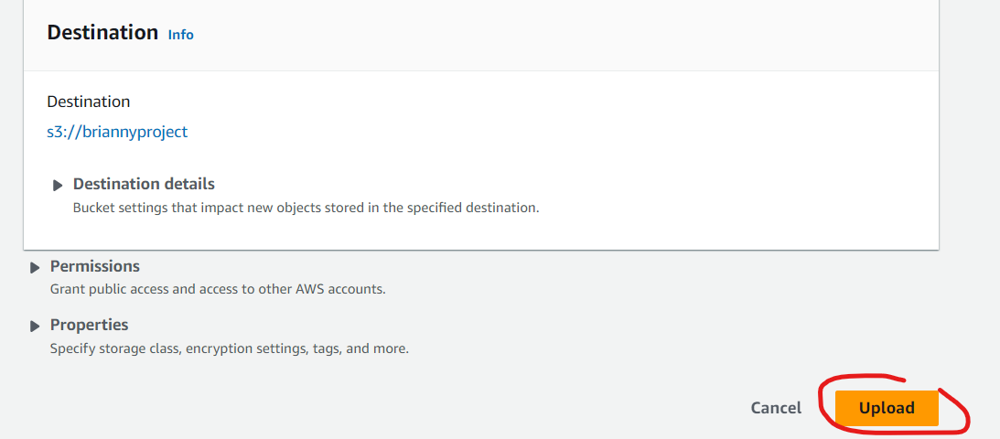 Destination Info
Destination
s3://briannyproject
Destination details
Bucket settings that impact new objects stored in the specified destination.
Permissions
Grant public access and access to other AWS accounts.
Properties
Specify storage class, encryption settings, tags, and more.
Cancel Upload